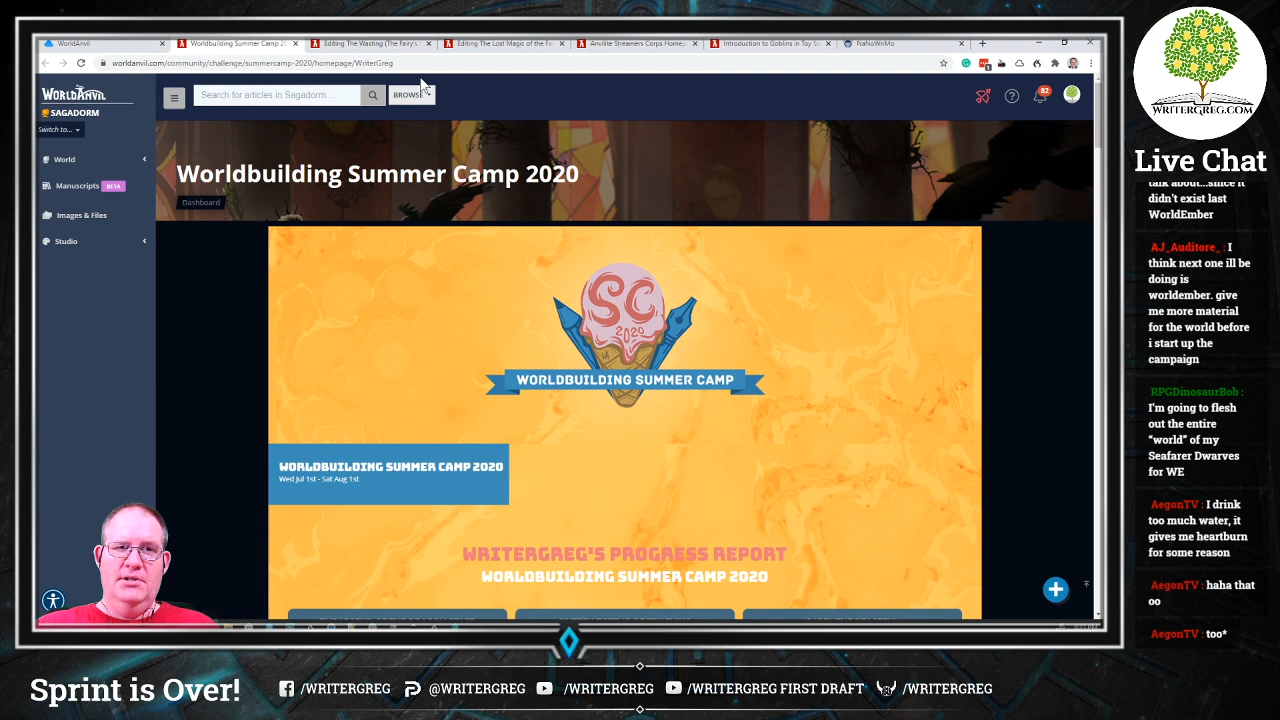 WorldAnvil
Worldbuilding Summer Camp 20
Editing The Wasting (The Fairy's
Editing The Lost Magic of the Fa
Anvilite Streamers Corps Homep
Introduction to Goblins in Toy S
NaNoWriMo
worldanvil.com/community/challenge/summercamp-2020/homepage/WriterGreg
WORLDANVIL
SAGADORM
Switch to...
Search for articles in Sagadorm...
BROWSE
82
World
Manuscripts BETA
Images & Files
Studio
Worldbuilding Summer Camp 2020
Dashboard
SC
2020
WORLDBUILDING SUMMER CAMP
WORLDBUILDING SUMMER CAMP 2020
Wed Jul 1st - Sat Aug 1st
WRITERGREG'S PROGRESS REPORT
WORLDBUILDING SUMMER CAMP 2020
WRITERGREG.COM
Live Chat
talk about...since it
didn't exist last
WorldEmber
AJ_Auditore_ : I
think next one ill be
doing is
worldember. give
me more material
for the world before
i start up the
campaign
RPGDinosaurBob :
I'm going to flesh
out the entire
“world” of my
Seafarer Dwarves
for WE
AegonTV : I drink
too much water, it
gives me heartburn
for some reason
AegonTV : haha that
oo
AegonTV : too*
Sprint is Over!
/WRITERGREG
@WRITERGREG
/WRITERGREG
/WRITERGREG FIRST DRAFT
/WRITERGREG